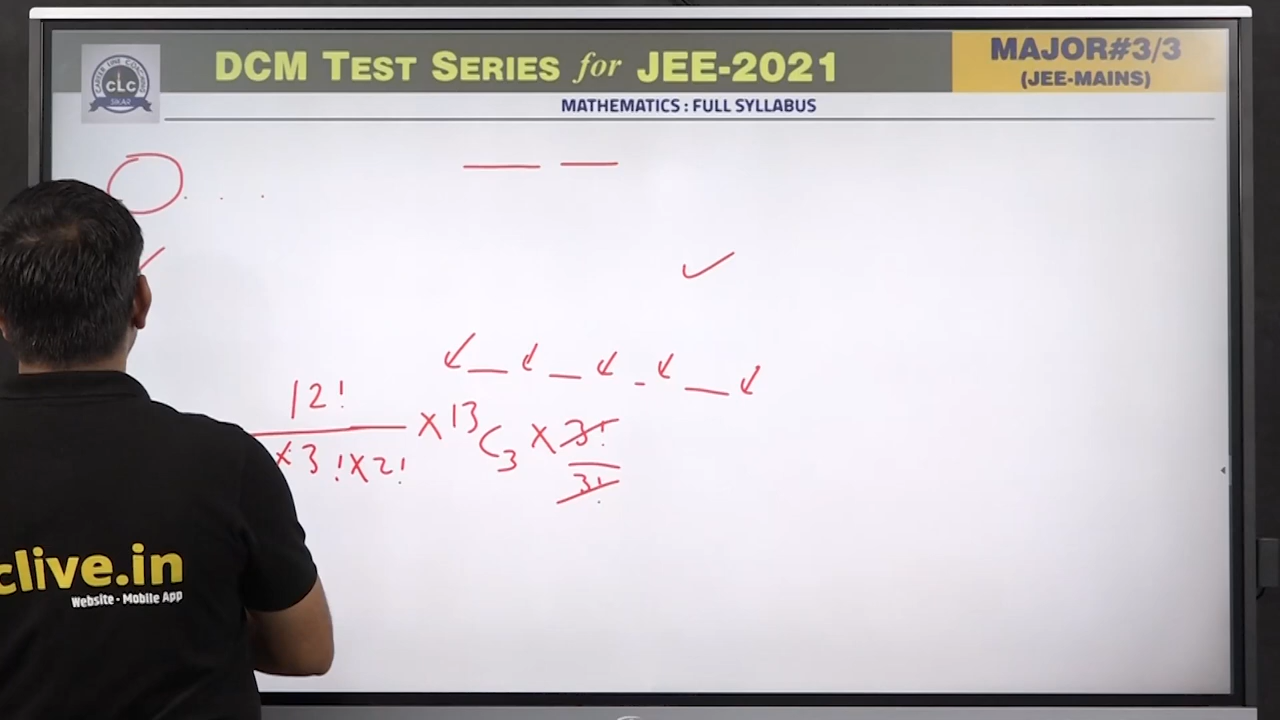 DCM TEST SERIES for JEE-2021
MAJOR#3/3
(JEE-MAINS)
CLC
SIKAR
MATHEMATICS : FULL SYLLABUS
12!
× 3! × 2!
× 13C3 × 3!
3!
clive.in
Website - Mobile App